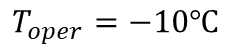 T_oper = −10℃